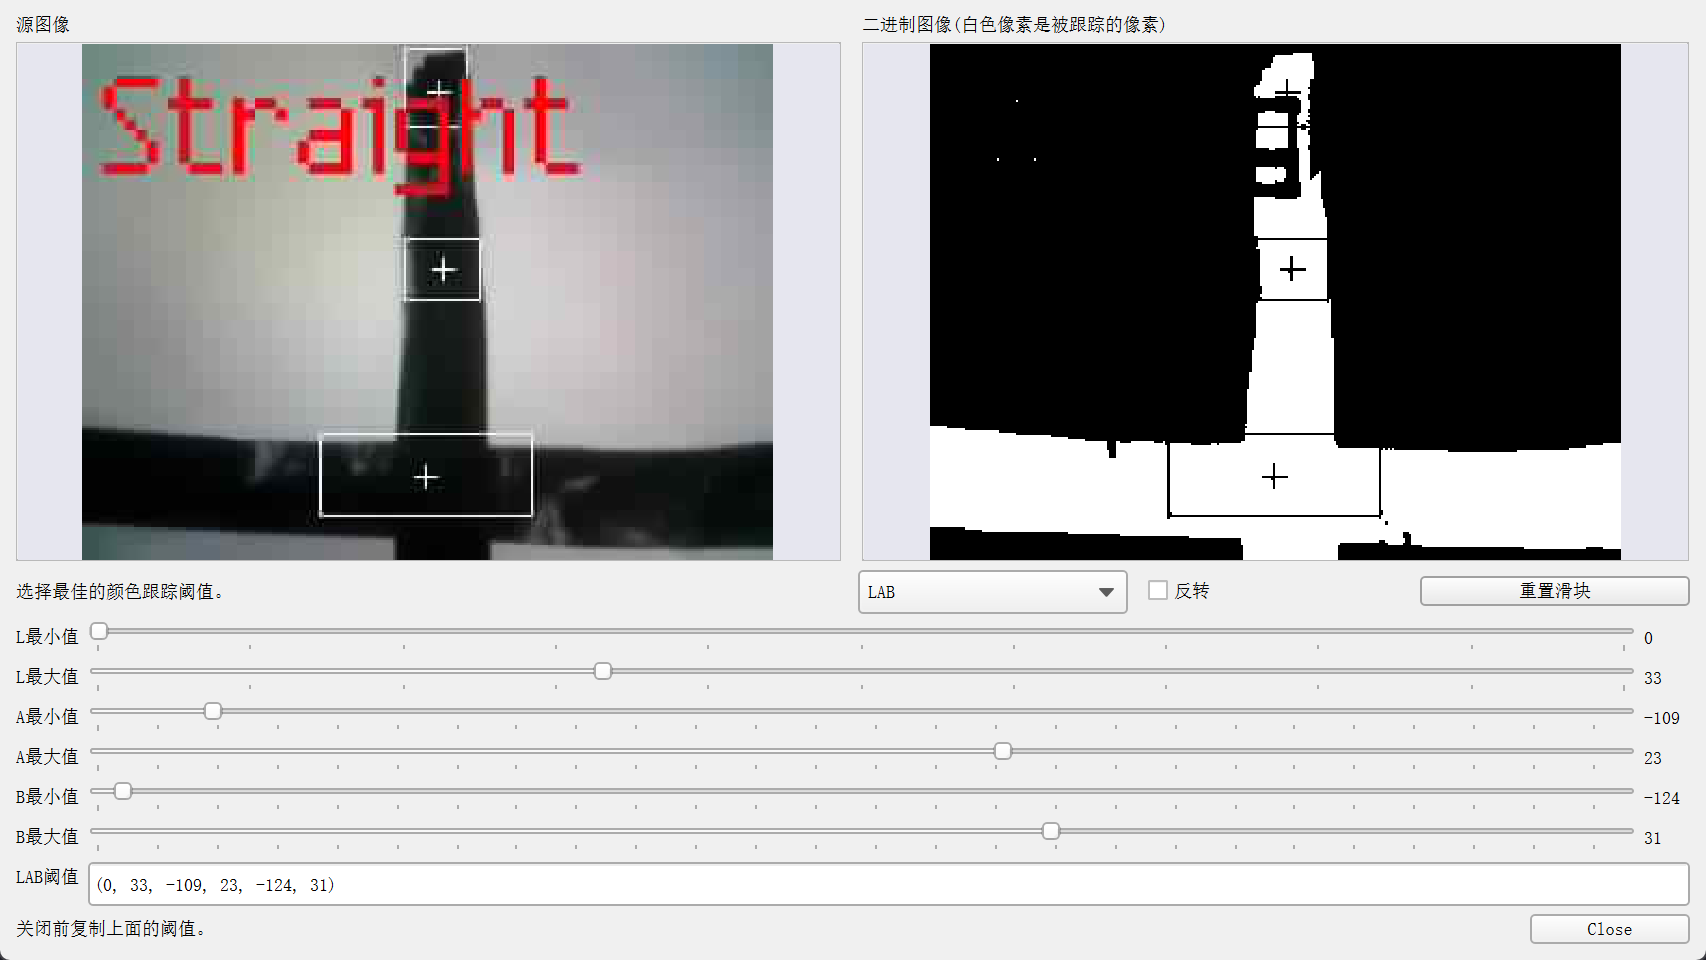 源图像
二进制图像(白色像素是被跟踪的像素)
Straight
选择最佳的颜色跟踪阈值。
LAB
反转
重置滑块
L最小值 0
L最大值 33
A最小值 -109
A最大值 23
B最小值 -124
B最大值 31
LAB阈值 (0, 33, -109, 23, -124, 31)
关闭前复制上面的阈值。
Close